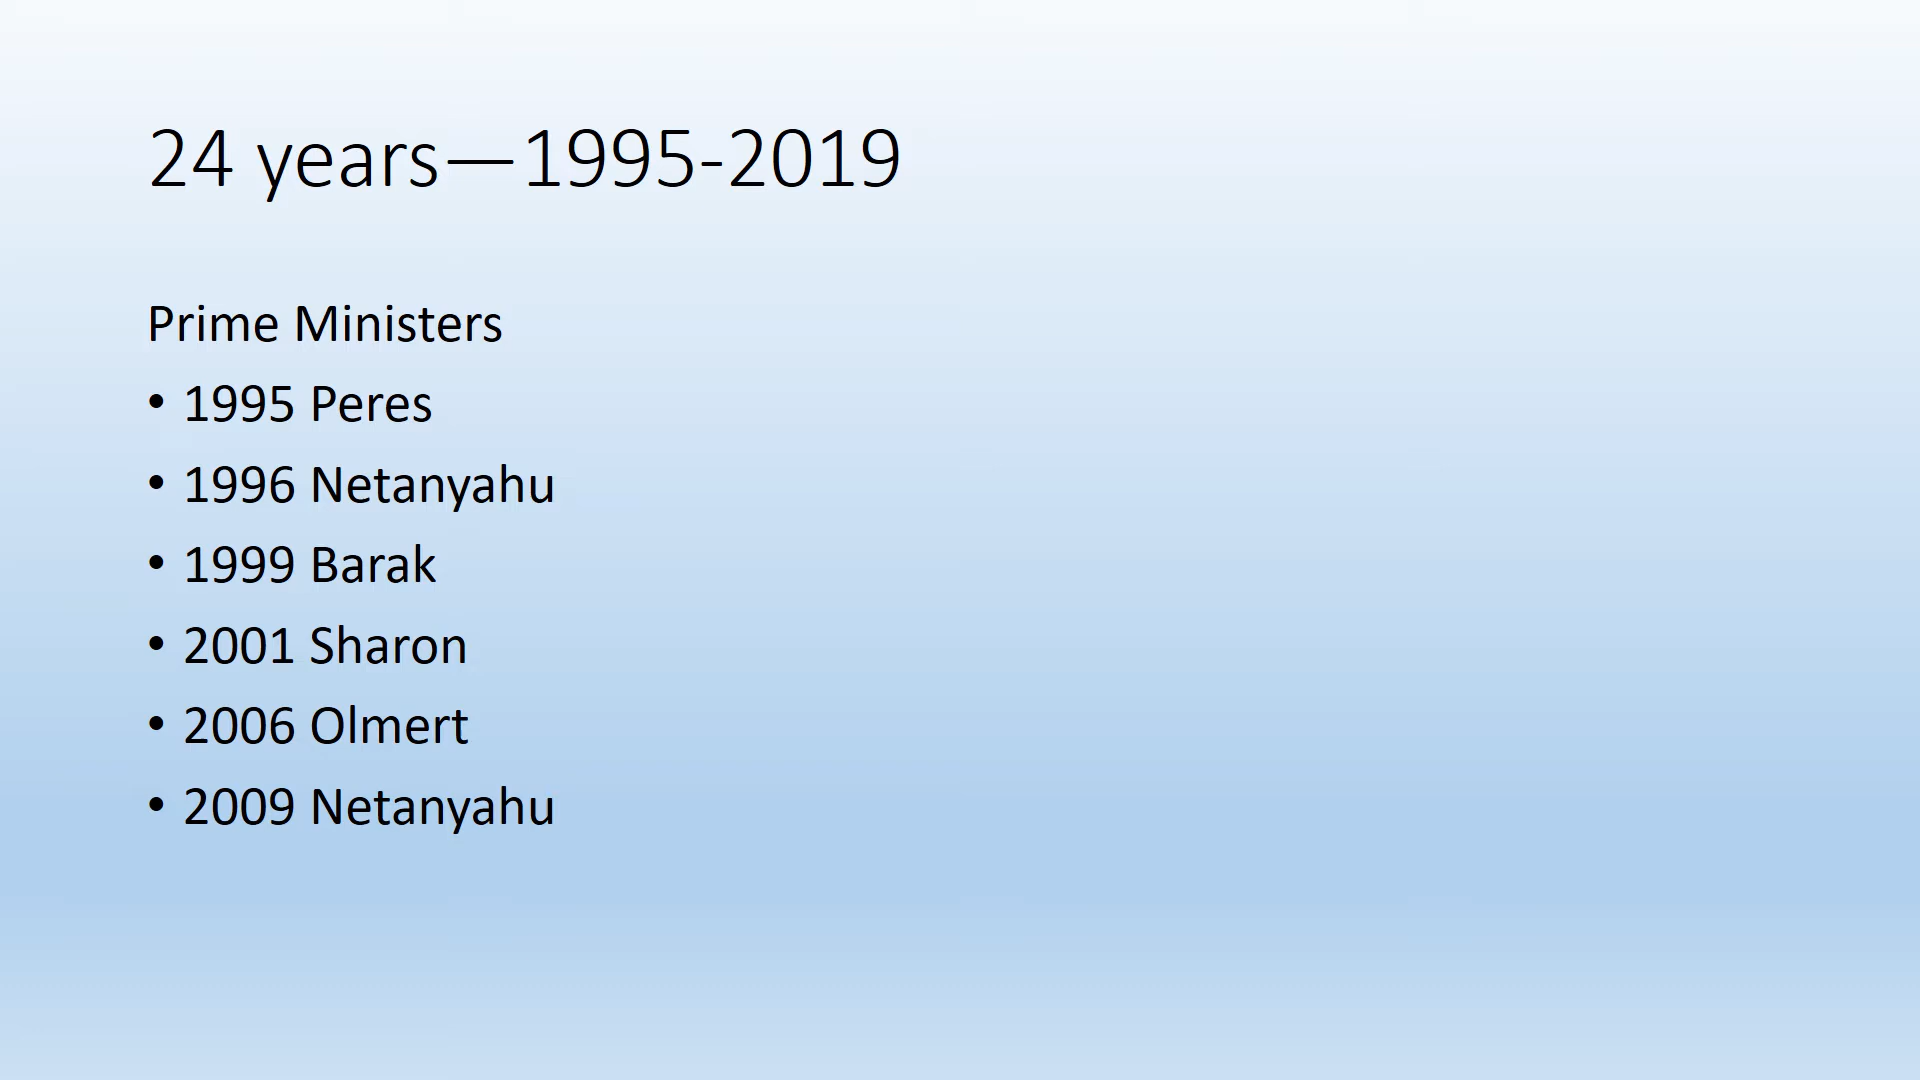 24 years—1995-2019
Prime Ministers
• 1995 Peres
• 1996 Netanyahu
• 1999 Barak
• 2001 Sharon
• 2006 Olmert
• 2009 Netanyahu